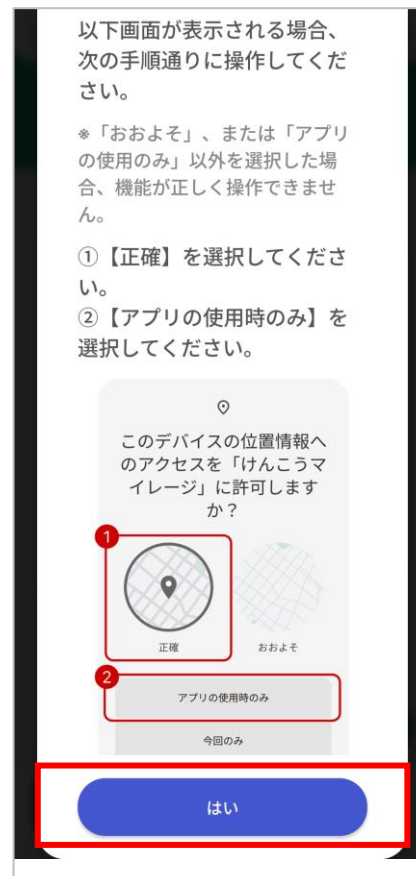 以下画面が表示される場合、
次の手順通りに操作してくだ
さい。
※「おおよそ」、または「アプリ
の使用のみ」以外を選択した場
合、機能が正しく操作できませ
ん。
①【正確】を選択してくださ
い。
②【アプリの使用時のみ】を
選択してください。
このデバイスの位置情報へ
のアクセスを「けんこうマ
イレージ」に許可します
か？
1
正確
おおよそ
2
アプリの使用時のみ
今回のみ
はい